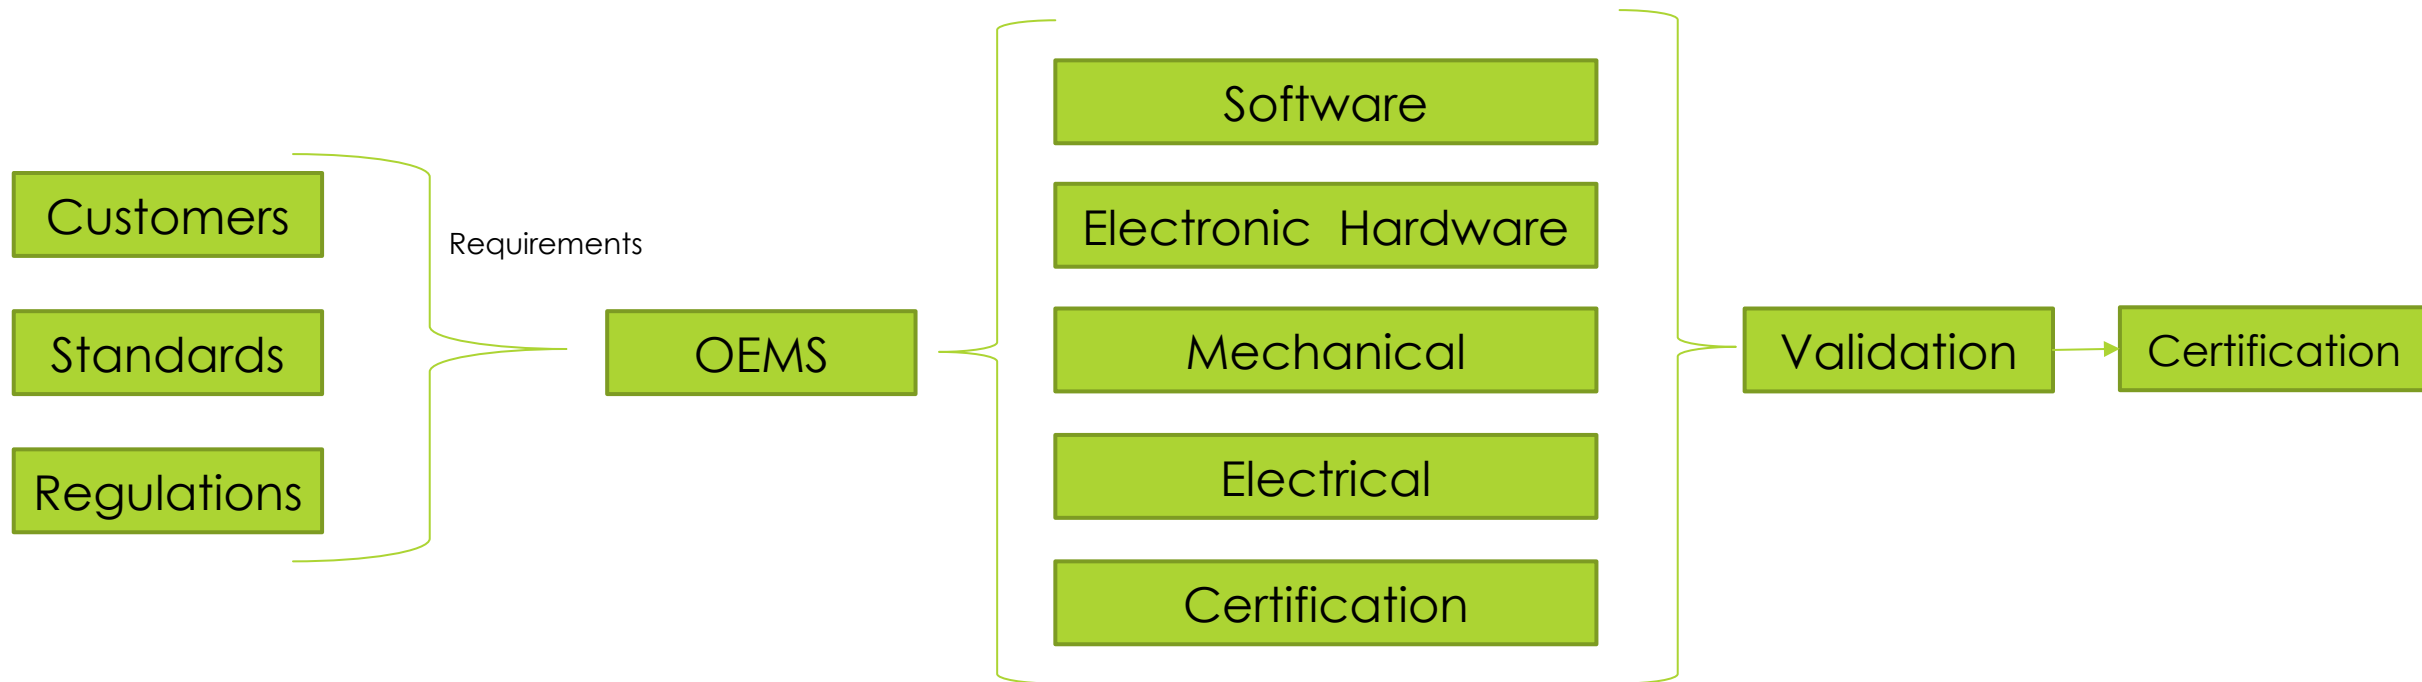 Customers
Standards
Regulations
Requirements
OEMS
Software
Electronic  Hardware
Mechanical
Electrical
Certification
Validation
Certification